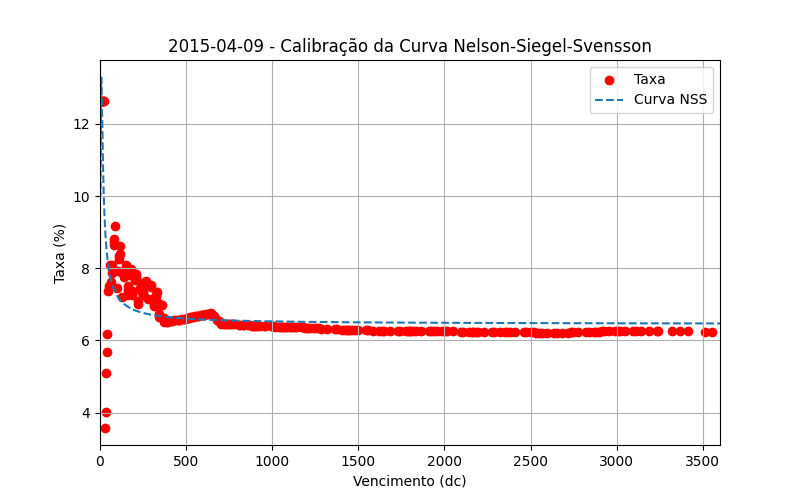 2015-04-09 - Calibração da Curva Nelson-Siegel-Svensson
Taxa
Curva NSS
Taxa (%)
12
10
8
6
4
0
500
1000
1500
2000
2500
3000
3500
Vencimento (dc)